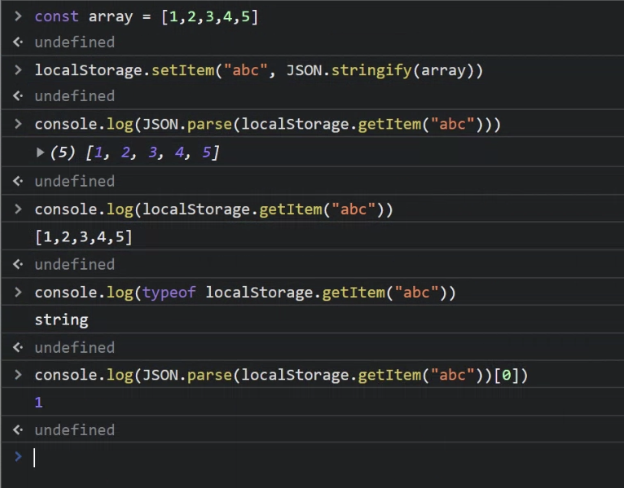 > const array = [1,2,3,4,5]
< undefined
> localStorage.setItem("abc", JSON.stringify(array))
< undefined
> console.log(JSON.parse(localStorage.getItem("abc")))
(5) [1, 2, 3, 4, 5]
< undefined
> console.log(localStorage.getItem("abc"))
[1,2,3,4,5]
< undefined
> console.log(typeof localStorage.getItem("abc"))
string
< undefined
> console.log(JSON.parse(localStorage.getItem("abc"))[0])
1
< undefined
>